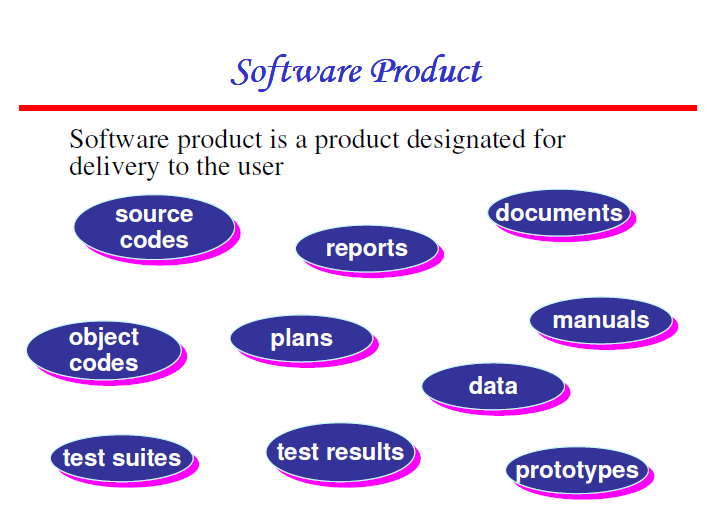 Software Product
Software product is a product designated for
delivery to the user
source
codes
documents
reports
object
codes
plans
manuals
data
test suites
test results
prototypes